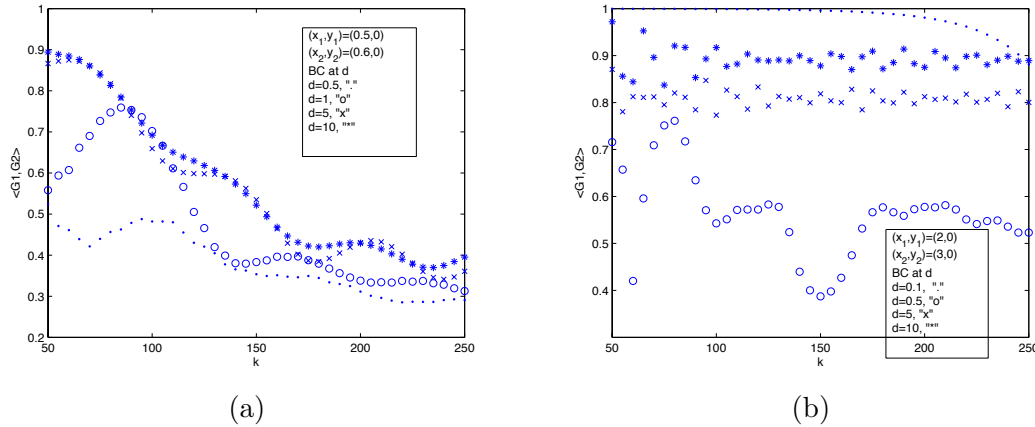 1
0.9
0.8
0.7
0.6
0.5
0.4
0.3
0.2
50
100
150
200
250
k
<G1,G2>
(x1,y1)=(0.5,0)
(x2,y2)=(0.6,0)
BC at d
d=0.5, "."
d=1, "o"
d=5, "x"
d=10, "*"
(a)
1
0.9
0.8
0.7
0.6
0.5
0.4
50
100
150
200
250
k
<G1,G2>
(x1,y1)=(2,0)
(x2,y2)=(3,0)
BC at d
d=0.1, "."
d=0.5, "o"
d=5, "x"
d=10, "*"
(b)